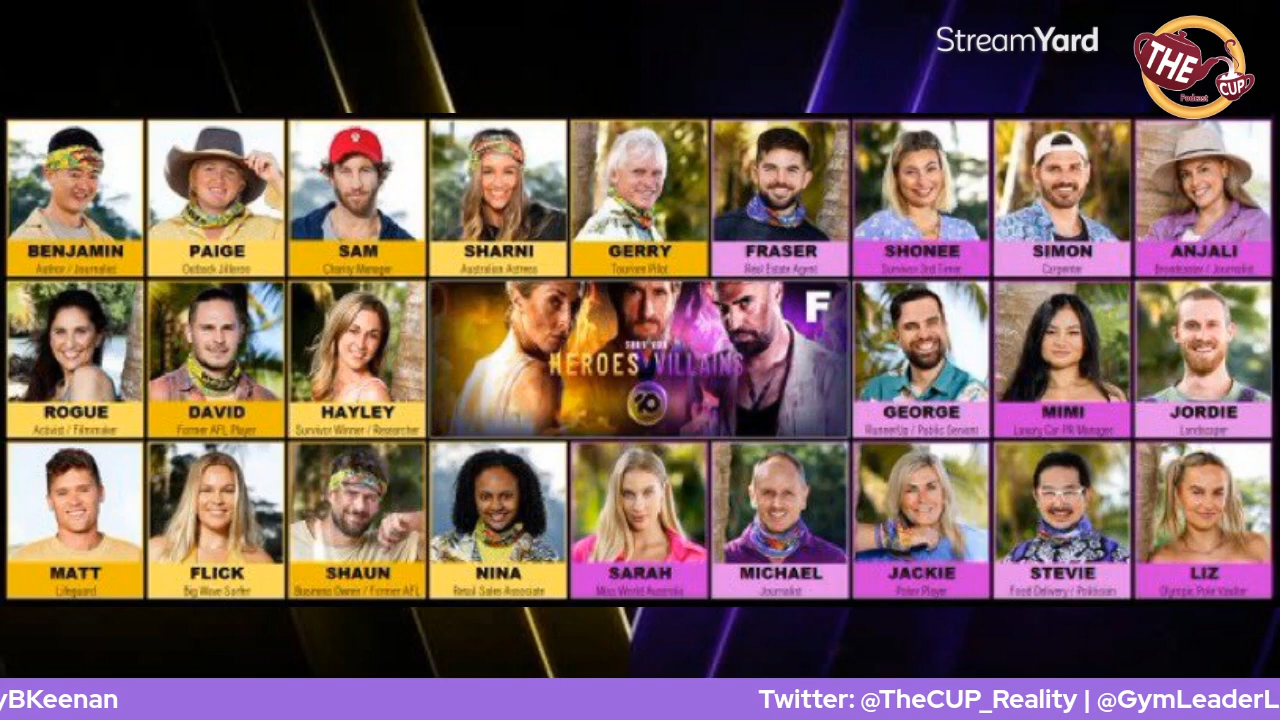 StreamYard
THE
CUP
Podcast
BENJAMIN
Author / Journalist
PAIGE
Outback Jilleroo
SAM
Charity Manager
SHARNI
Australian Actress
GERRY
Tourism Pilot
FRASER
Real Estate Agent
SHONEE
Survivor 3rd Timer
SIMON
Carpenter
ANJALI
Broadcaster / Journalist
ROGUE
Activist / Filmmaker
DAVID
Former AFL Player
HAYLEY
Survivor Winner / Researcher
F
HEROES V VILLAINS
10
GEORGE
RunnerUp / Public Servant
MIMI
Luxury Car PR Manager
JORDIE
Landscaper
MATT
Lifeguard
FLICK
Big Wave Surfer
SHAUN
Business Owner / Former AFL
NINA
Retail Sales Associate
SARAH
Miss World Australia
MICHAEL
Journalist
JACKIE
Poker Player
STEVIE
Food Delivery / Politician
LIZ
Olympic Pole Vaulter
yBKeenan
Twitter: @TheCUP_Reality | @GymLeaderL